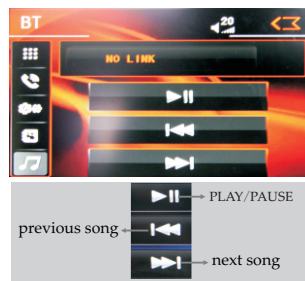 BT
20
NO LINK
PLAY/PAUSE
previous song
next song